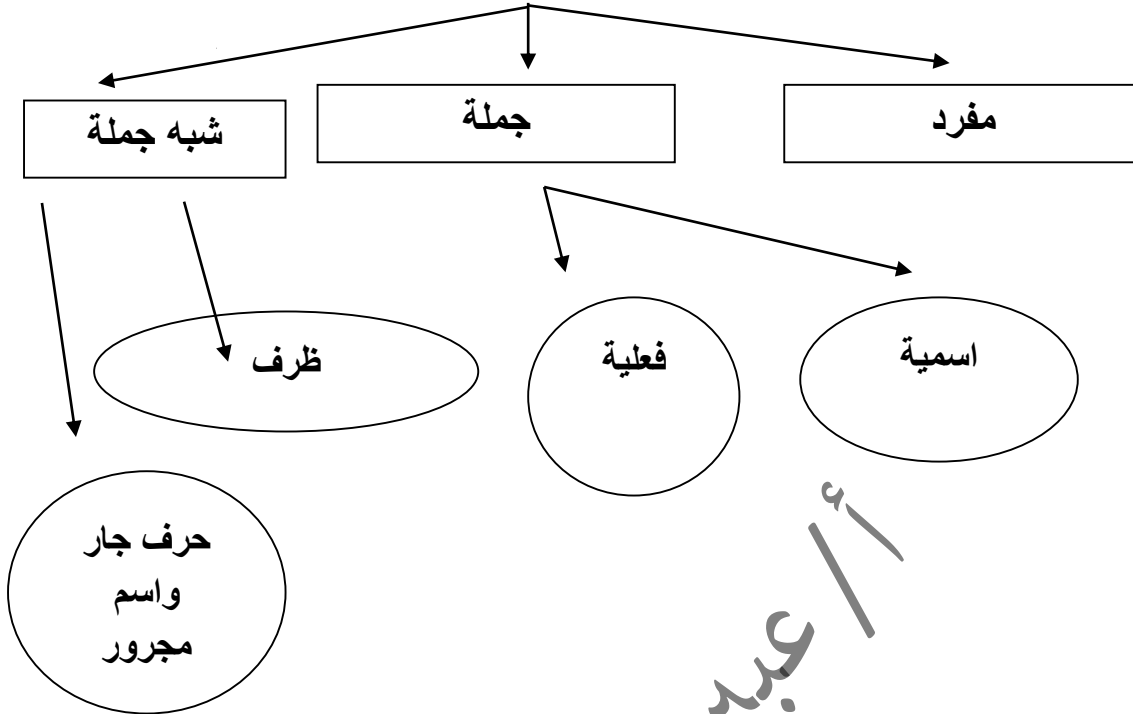 مفرد
جملة
شبه جملة
اسمية
فعلية
ظرف
حرف جار
واسم
مجرور